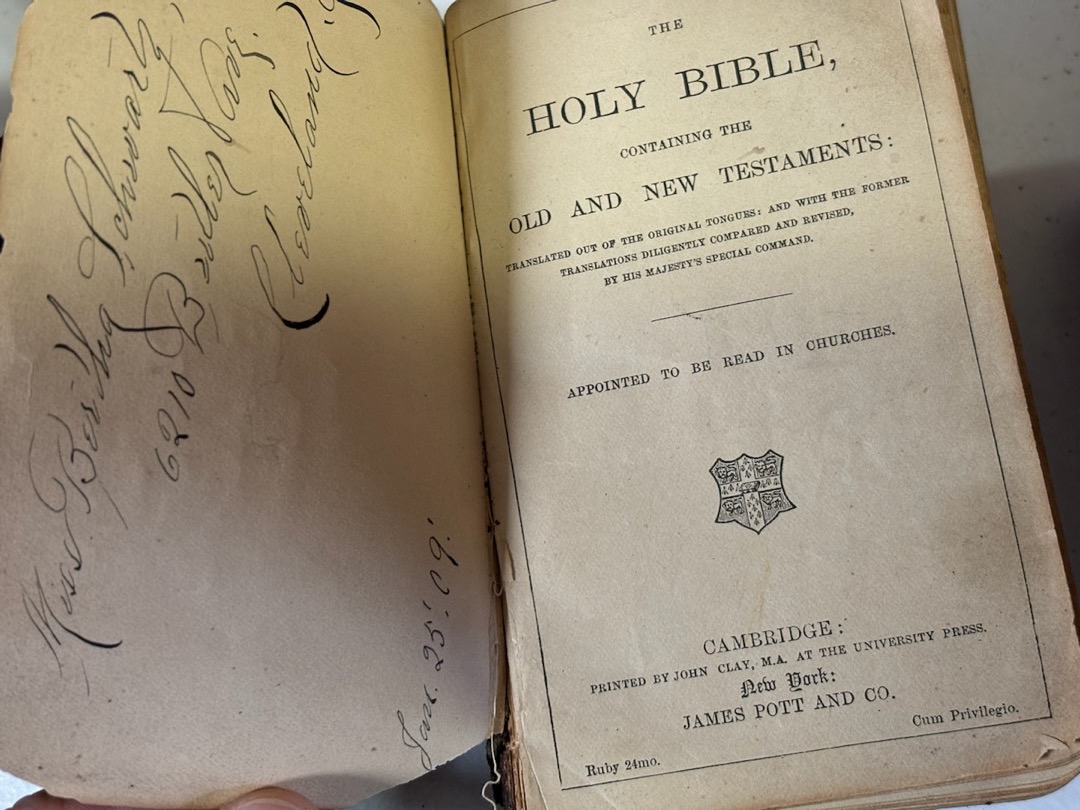 Miss Bertha Schwartz,
6210 Belvidere Ave.
Cleveland, O
Jan. 25. '09.
THE
HOLY BIBLE,
CONTAINING THE
OLD AND NEW TESTAMENTS:
TRANSLATED OUT OF THE ORIGINAL TONGUES: AND WITH THE FORMER
TRANSLATIONS DILIGENTLY COMPARED AND REVISED,
BY HIS MAJESTY'S SPECIAL COMMAND.
APPOINTED TO BE READ IN CHURCHES.
CAMBRIDGE:
PRINTED BY JOHN CLAY, M.A. AT THE UNIVERSITY PRESS.
New York:
JAMES POTT AND CO.
Cum Privilegio.
Ruby 24mo.